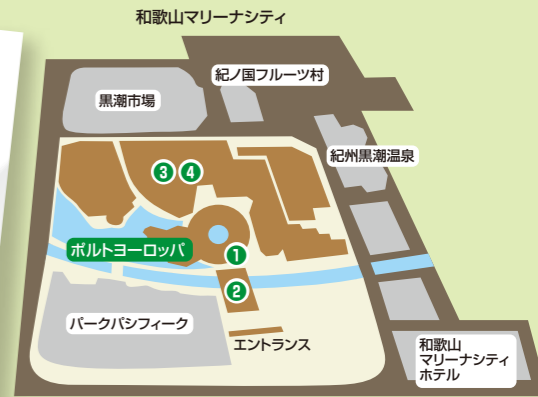 和歌山マリーナシティ
紀ノ国フルーツ村
黒潮市場
紀州黒潮温泉
3 4
ポルトヨーロッパ
1
2
パークパシフィーク
エントランス
和歌山
マリーナシティ
ホテル